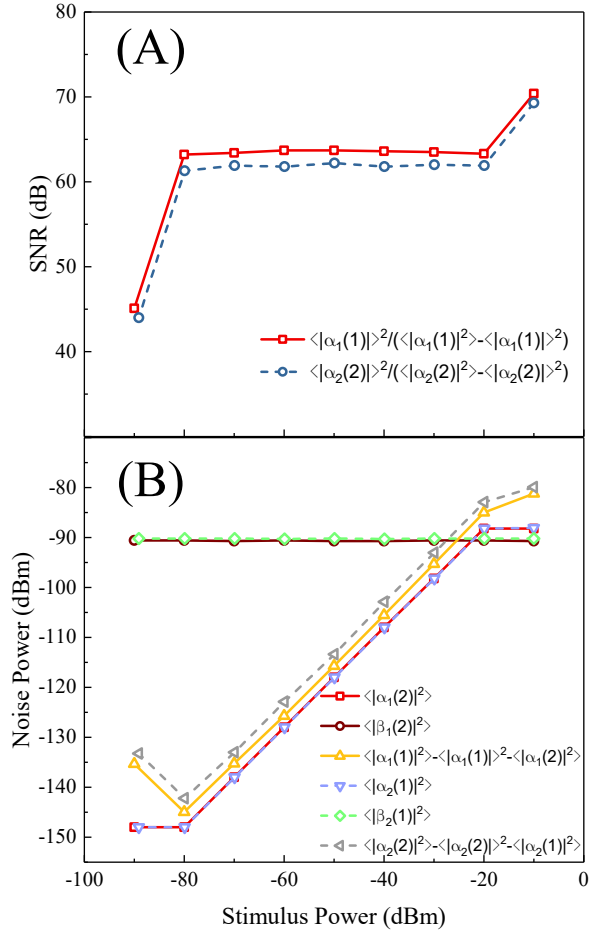 80
(A)
70
60
50
40
SNR (dB)
<|α₁(1)|>²/(<|α₁(1)|²>-<|α₁(1)|>²)
<|α₂(2)|>²/(<|α₂(2)|²>-<|α₂(2)|>²)
(B)
-80
-90
-100
-110
-120
-130
-140
-150
Noise Power (dBm)
<|α₁(2)|²>
<|β₁(2)|²>
<|α₁(1)|²>-<|α₁(1)|>²-<|α₁(2)|²>
<|α₂(1)|²>
<|β₂(1)|²>
<|α₂(2)|²>-<|α₂(2)|>²-<|α₂(1)|²>
-100 -80 -60 -40 -20 0
Stimulus Power (dBm)